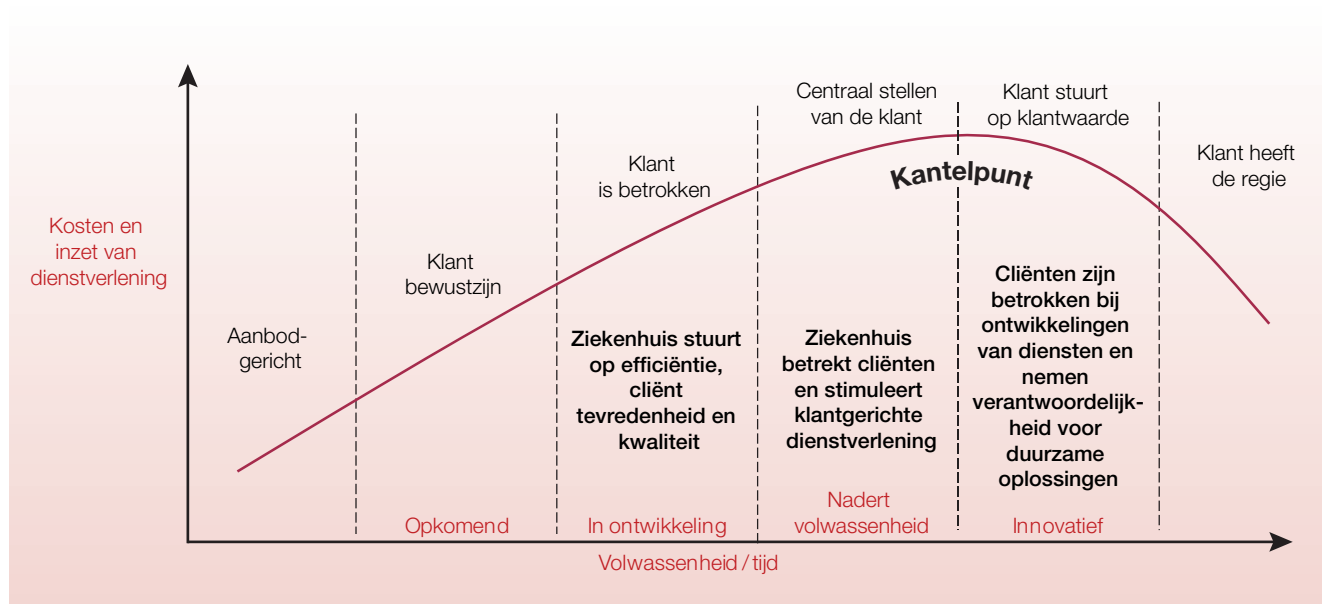 Kosten en
inzet van
dienstverlening
Aanbod-
gericht
Klant
bewustzijn
Opkomend
Klant
is betrokken
Ziekenhuis stuurt
op efficiëntie,
cliënt
tevredenheid en
kwaliteit
In ontwikkeling
Centraal stellen
van de klant
Ziekenhuis
betrekt cliënten
en stimuleert
klantgerichte
dienstverlening
Nadert
volwassenheid
Kantelpunt
Klant stuurt
op klantwaarde
Cliënten zijn
betrokken bij
ontwikkelingen
van diensten en
nemen
verantwoordelijk-
heid voor
duurzame
oplossingen
Innovatief
Klant heeft
de regie
Volwassenheid / tijd